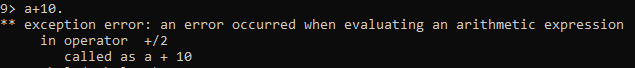 9> a+10.
** exception error: an error occurred when evaluating an arithmetic expression
in operator +/2
called as a + 10